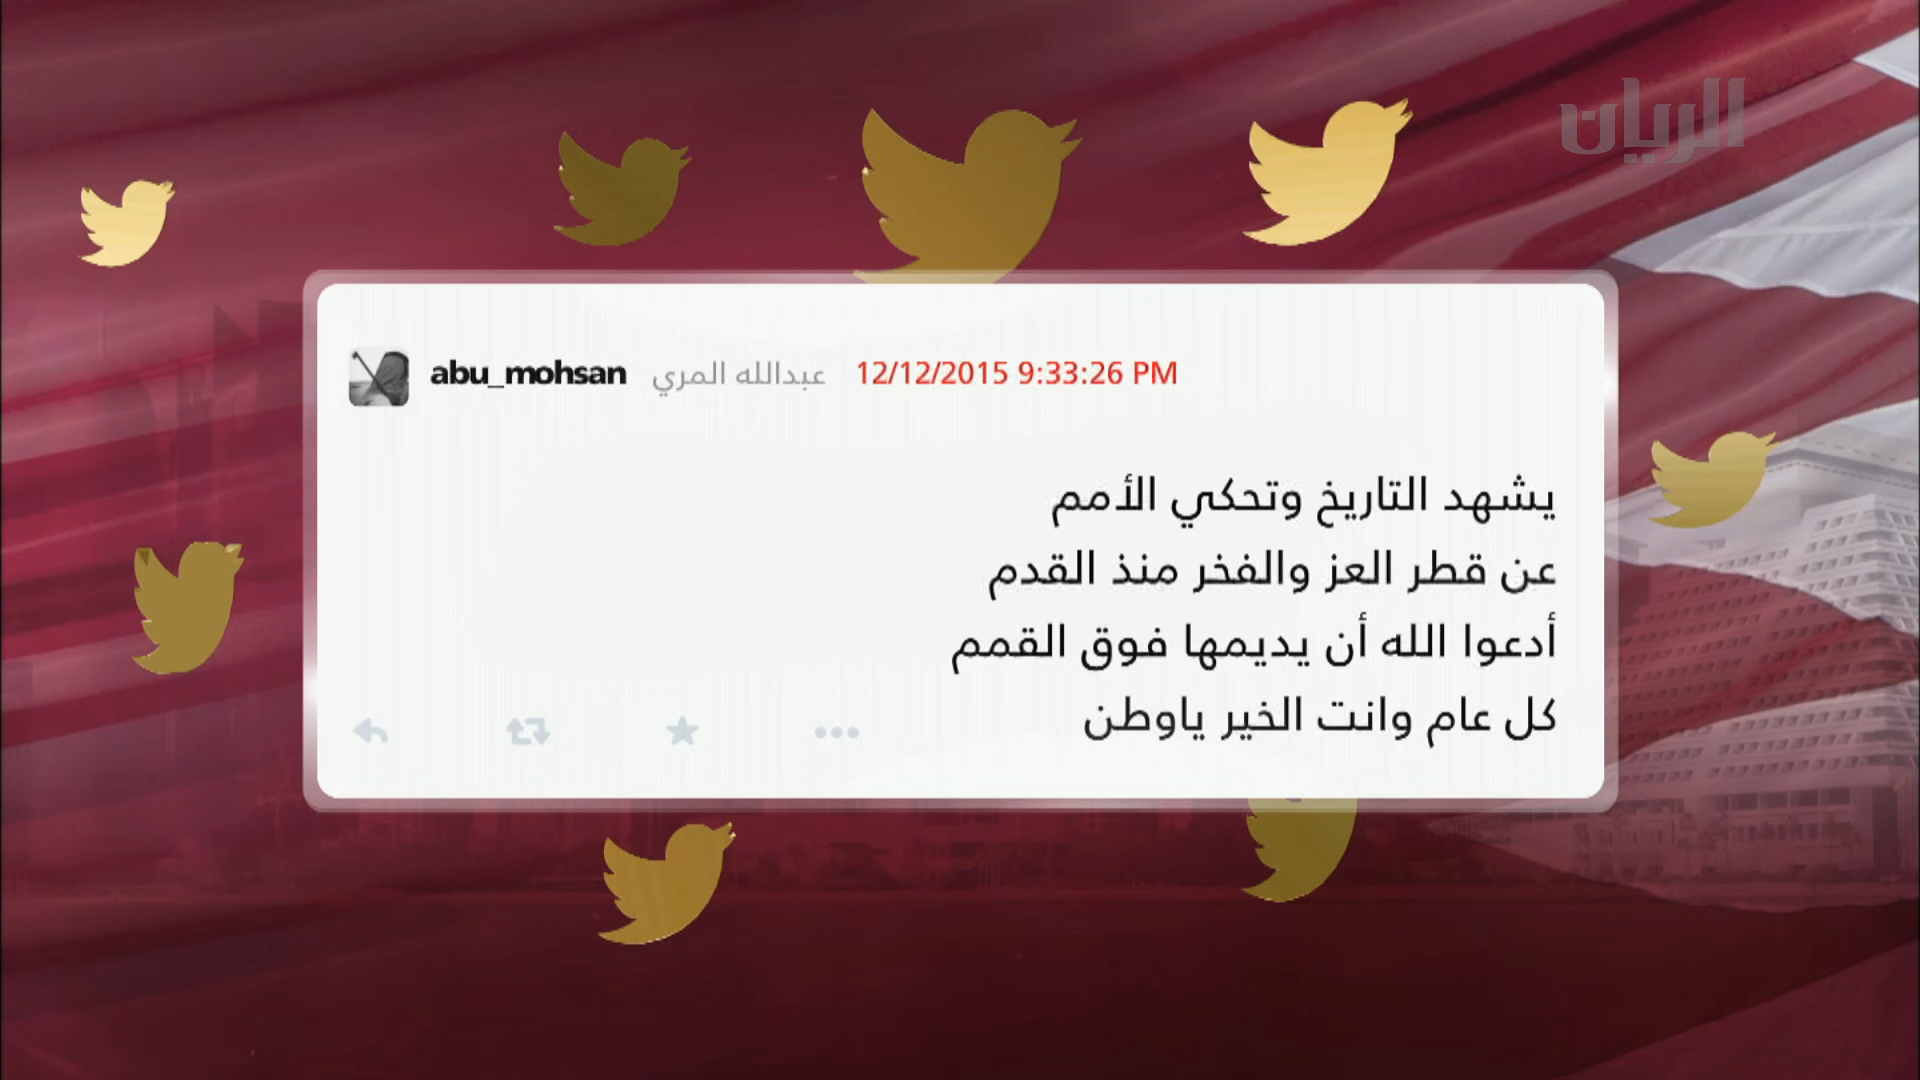 الريان
abu_mohsan عبدالله المري 12/12/2015 9:33:26 PM
يشهد التاريخ وتحكي الأمم
عن قطر العز والفخر منذ القدم
أدعوا الله أن يديمها فوق القمم
كل عام وانت الخير ياوطن